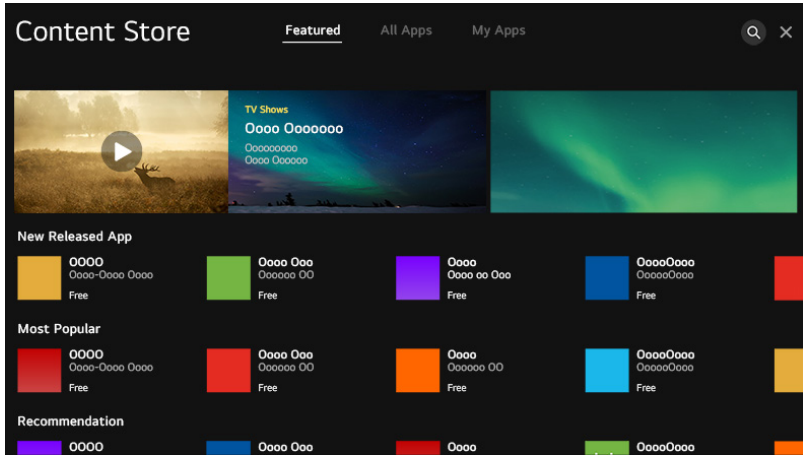 Content Store
Featured All Apps My Apps
TV Shows
Oooo Ooooooo
Ooooooooo
Oooo Oooooo
New Released App
OOOO Oooo Ooo Oooo OoooOooo
Oooo-Oooo Oooo Oooooo OO Oooo oo Ooo OooooOooo
Free Free Free Free
Most Popular
OOOO Oooo Ooo Oooo OoooOooo
Oooo-Oooo Oooo Oooooo OO Oooooo OO OooooOooo
Free Free Free Free
Recommendation
OOOO Oooo Ooo Oooo OoooOooo